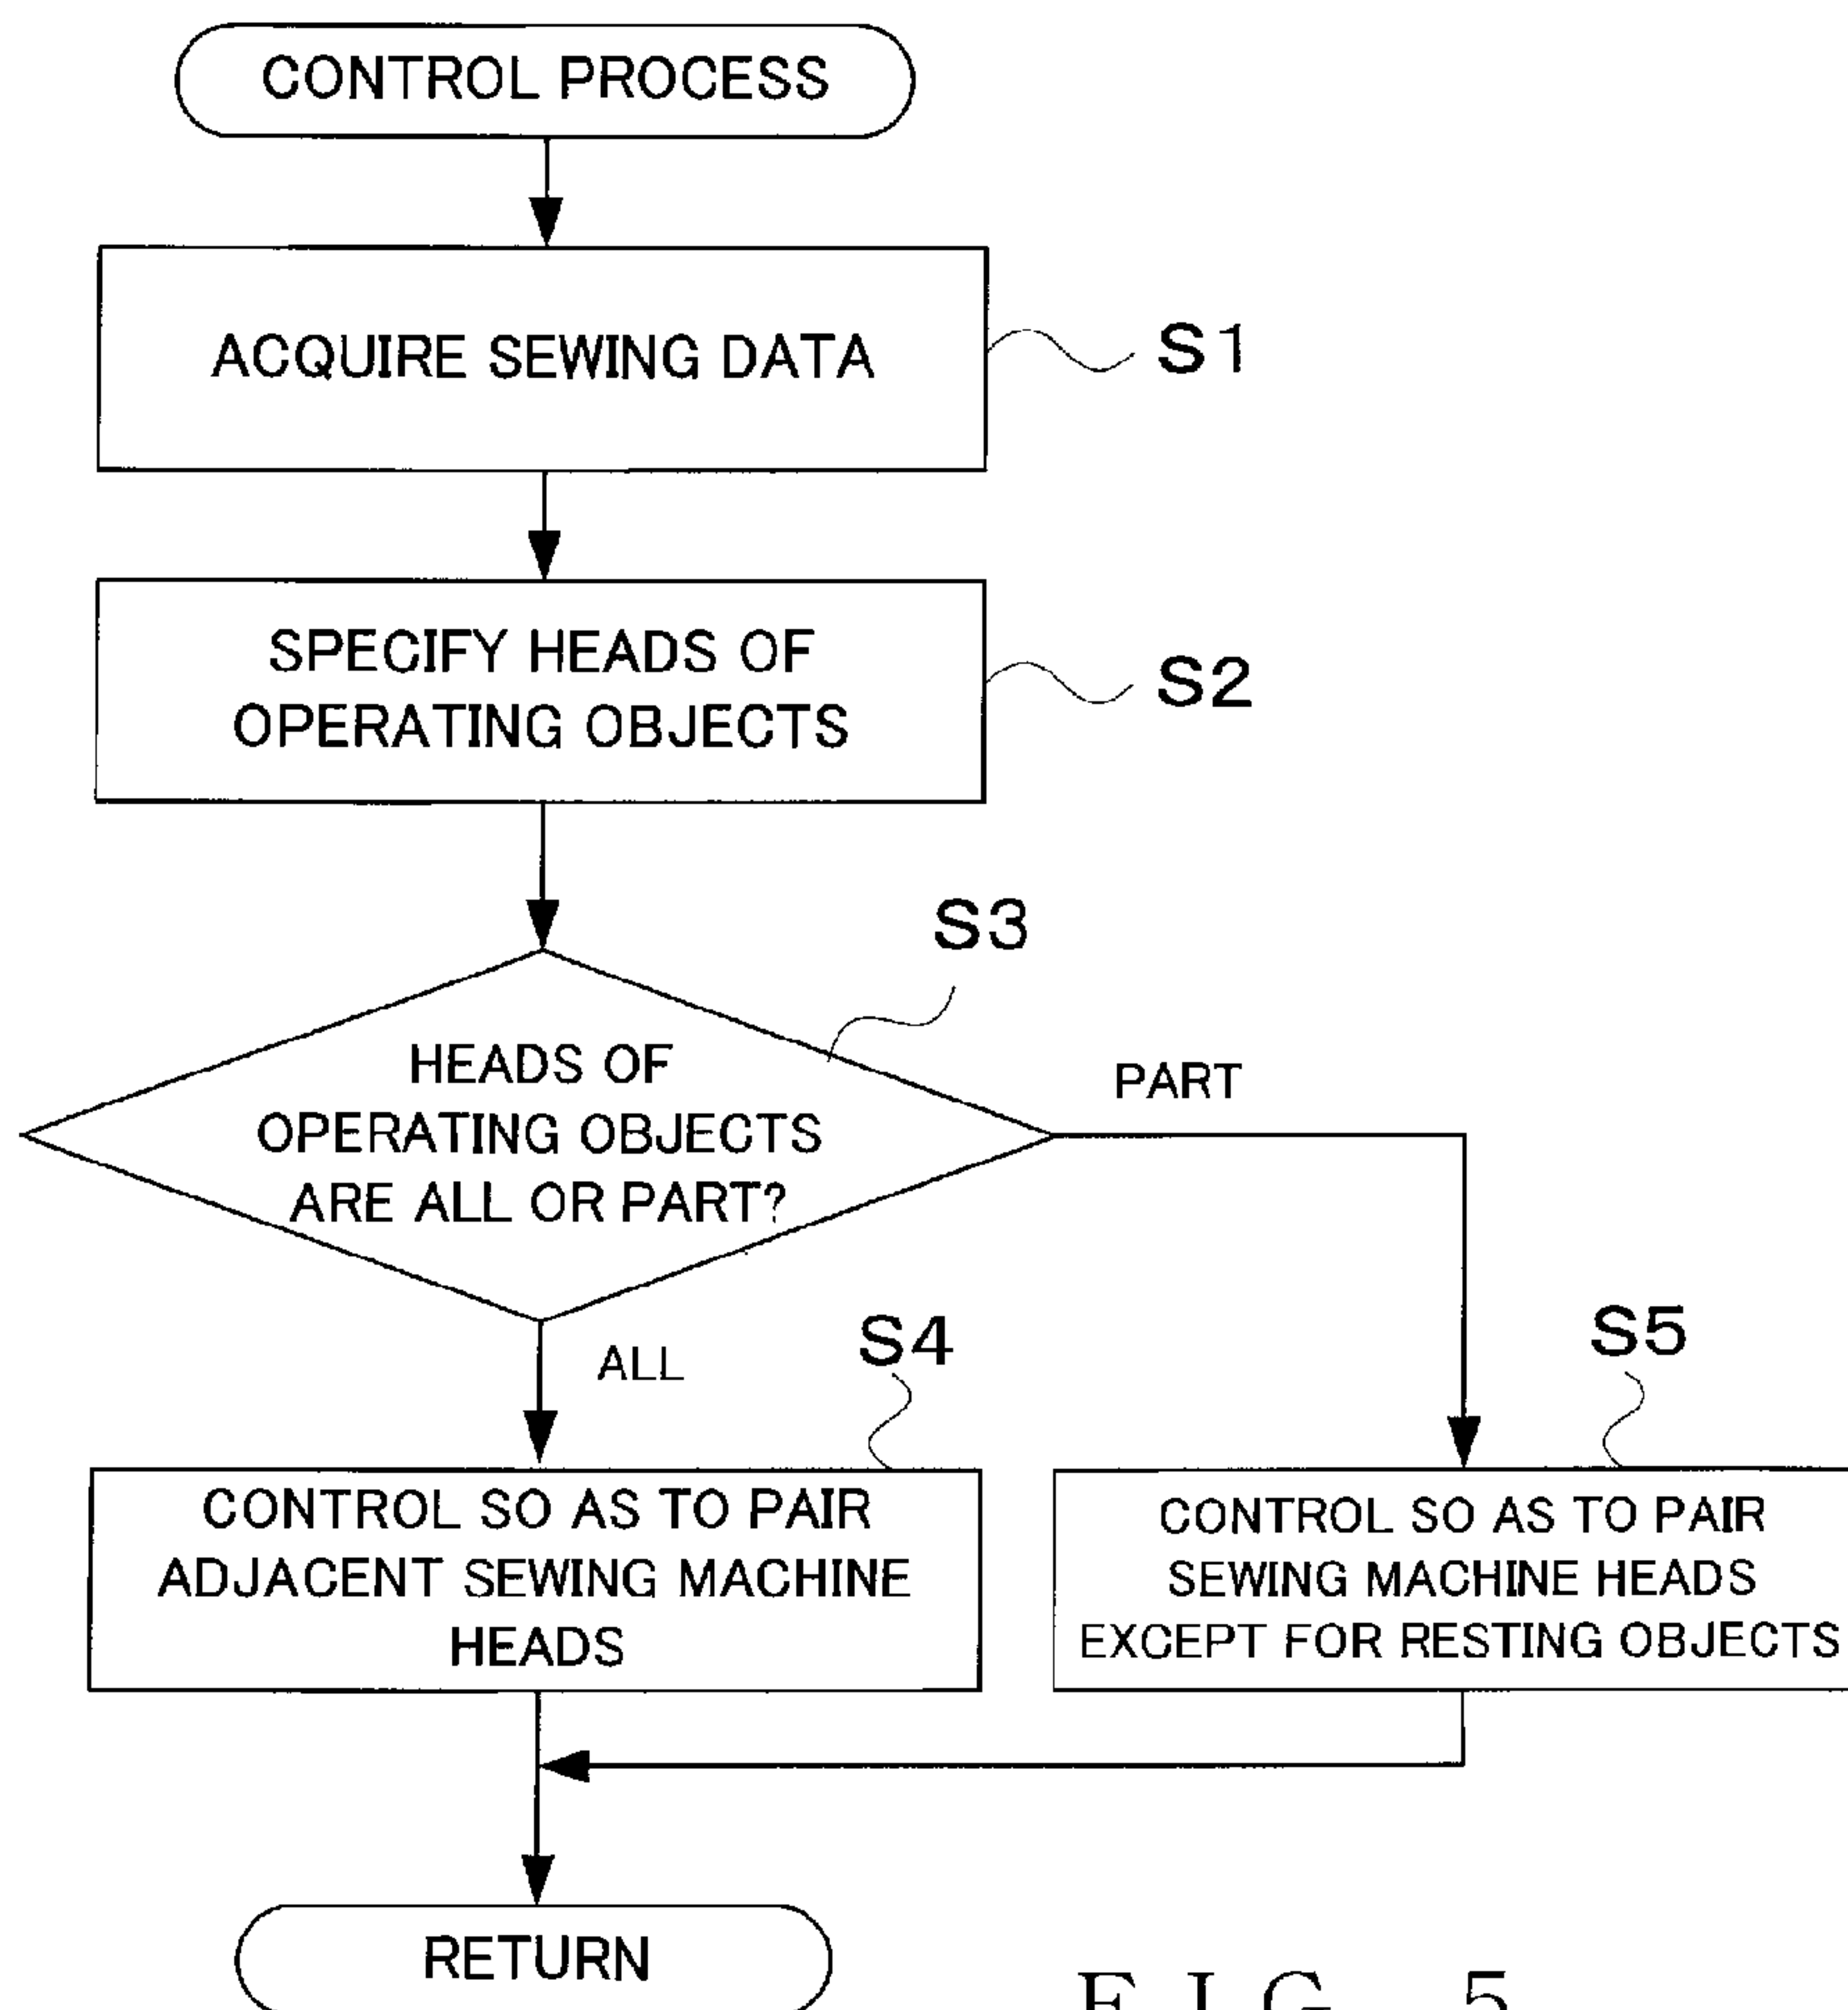 CONTROL PROCESS
ACQUIRE SEWING DATA
S1
SPECIFY HEADS OF
OPERATING OBJECTS
S2
S3
HEADS OF
OPERATING OBJECTS
ARE ALL OR PART?
PART
ALL
S4
S5
CONTROL SO AS TO PAIR
ADJACENT SEWING MACHINE
HEADS
CONTROL SO AS TO PAIR
SEWING MACHINE HEADS
EXCEPT FOR RESTING OBJECTS
RETURN
FIG 5